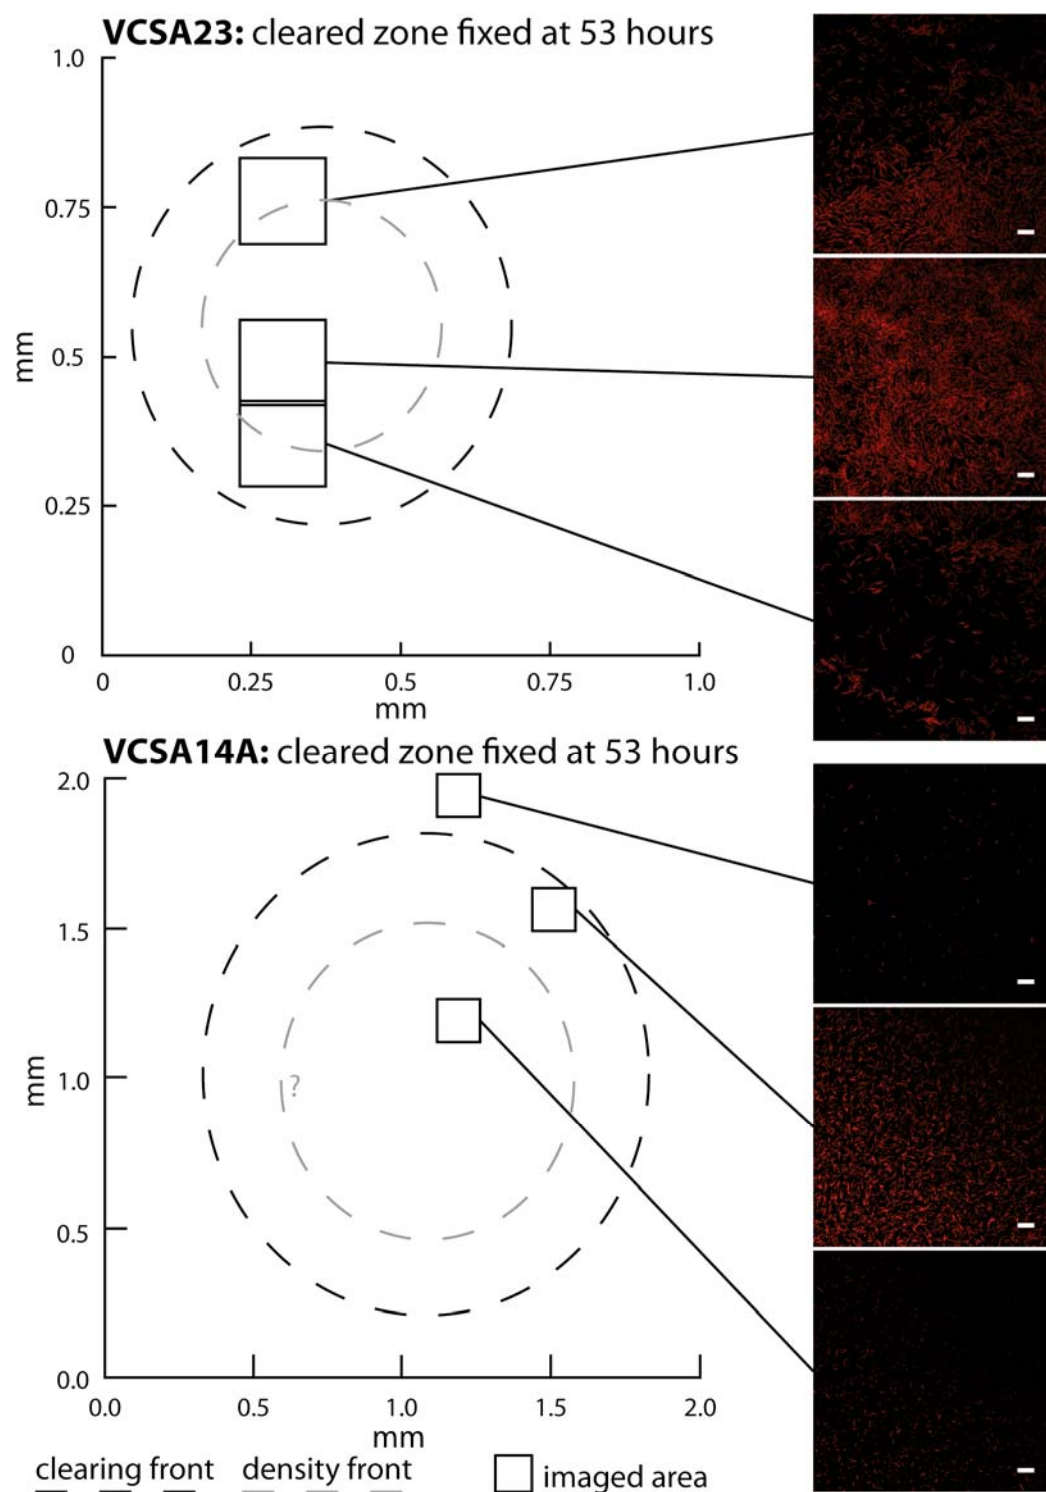 VCSA23: cleared zone fixed at 53 hours
1.0
0.75
0.5
0.25
0
mm
0 0.25 0.5 0.75 1.0
mm
VCSA14A: cleared zone fixed at 53 hours
2.0
1.5
1.0
0.5
0.0
mm
?
0.0 0.5 1.0 1.5 2.0
mm
clearing front density front imaged area